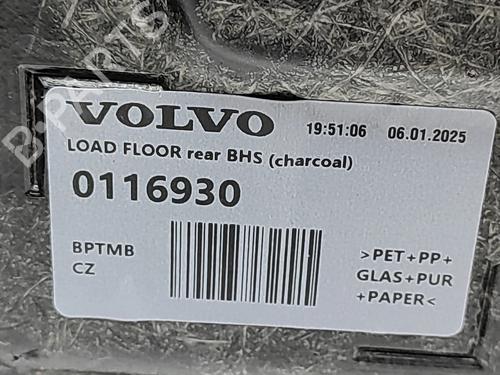 VOLVO 19:51:06 06.01.2025
LOAD FLOOR rear BHS (charcoal)
0116930
BPTMB
CZ
>PET+PP+
GLAS+PUR
+PAPER<
B-PARTS